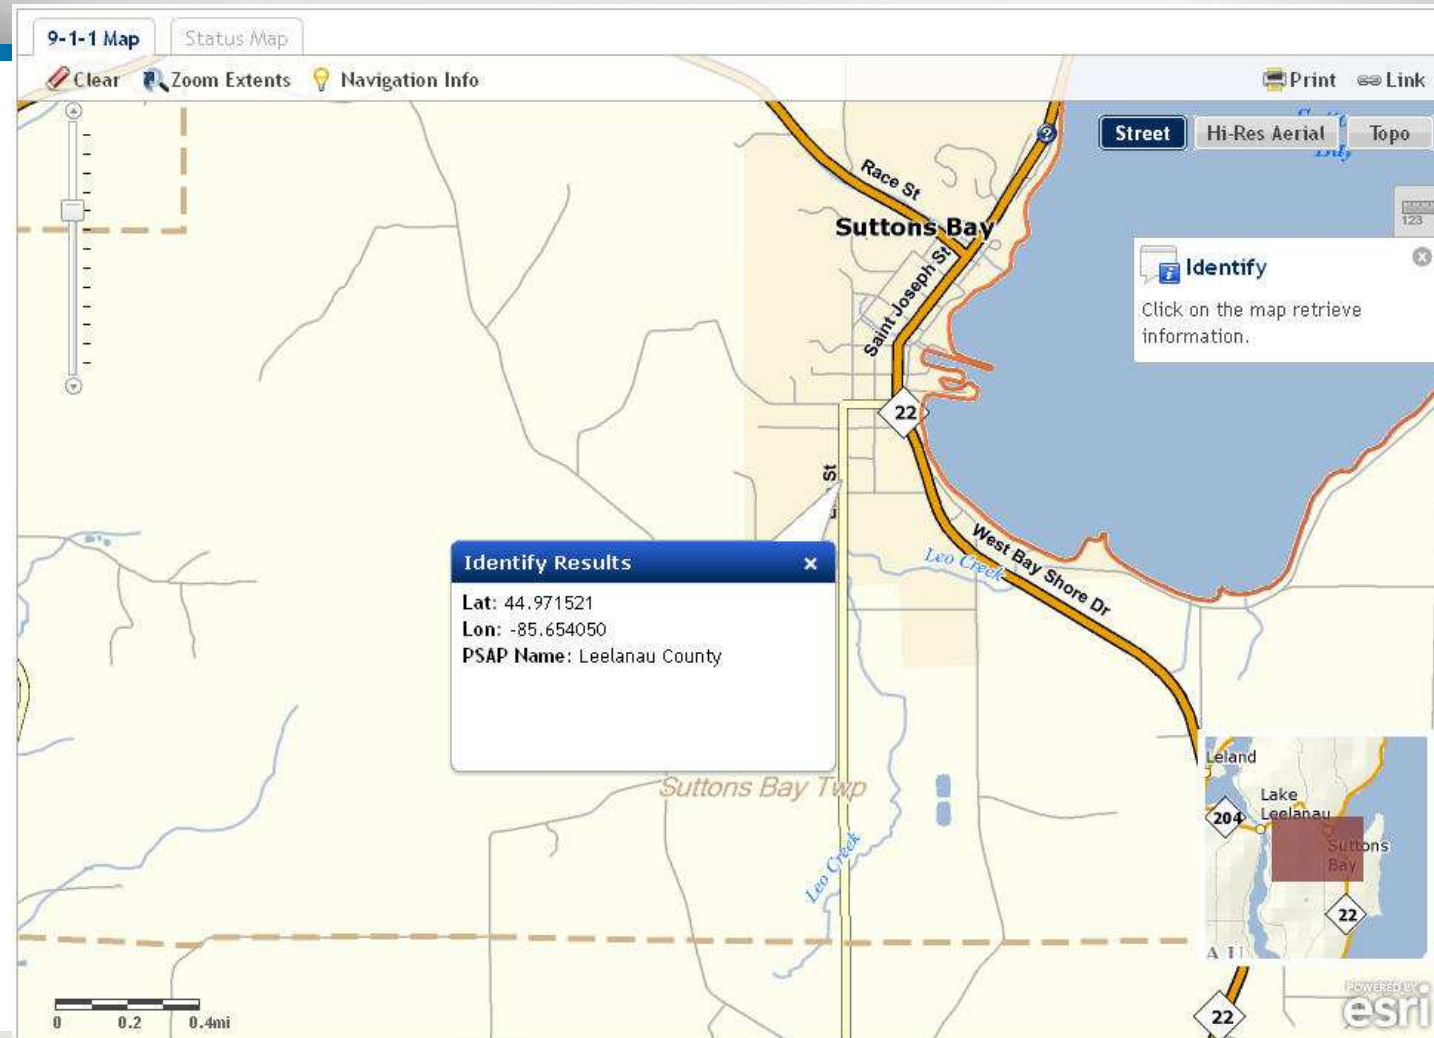 9-1-1 Map
Status Map
Clear
Zoom Extents
Navigation Info
Print
Link
Street
Hi-Res Aerial
Topo
123
Race St
Suttons Bay
Saint Joseph St
Identify
Click on the map retrieve
information.
22
St
West Bay Shore Dr
Leo Creek
Identify Results
Lat: 44.971521
Lon: -85.654050
PSAP Name: Leelanau County
Suttons Bay Twp
Leo Creek
Leland
Lake
Leelanau
204
Suttons
Bay
22
A U
0 0.2 0.4mi
22
POWERED BY
esri